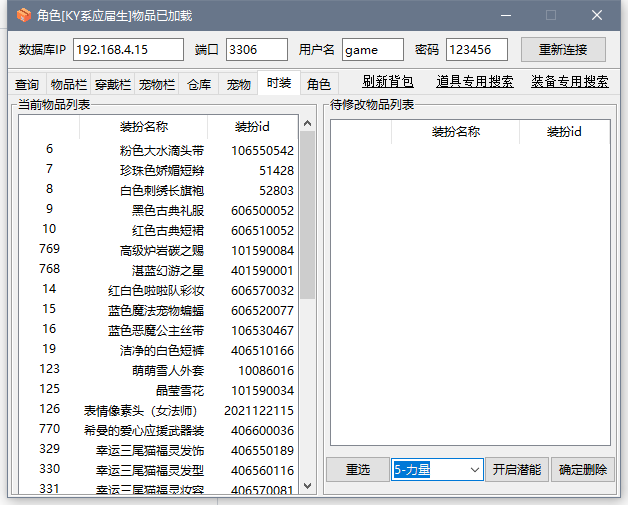 角色[KY系应届生]物品已加载
数据库IP 192.168.4.15 端口 3306 用户名 game 密码 123456 重新连接
查询 物品栏 穿戴栏 宠物栏 仓库 宠物 时装 角色 刷新背包 道具专用搜索 装备专用搜索
当前物品列表
装扮名称 装扮id
6 粉色大水滴头带 106550542
7 珍珠色娇媚短辫 51428
8 白色刺绣长旗袍 52803
9 黑色古典礼服 606500052
10 红色古典短裙 606510052
769 高级炉岩碳之赐 101590084
768 湛蓝幻游之星 401590001
14 红白色啦啦队彩妆 606570032
15 蓝色魔法宠物蝙蝠 606520077
16 蓝色恶魔公主丝带 106530467
19 洁净的白色短裤 406510166
123 萌萌雪人外套 10086016
125 晶莹雪花 101590034
126 表情像素头（女法师） 2021122115
770 希曼的爱心应援武器装 406600036
329 幸运三尾猫福灵发饰 406550189
330 幸运三尾猫福灵发型 406560116
331 幸运三尾猫福灵妆容 406570081
待修改物品列表
装扮名称 装扮id
重选 5-力量 开启潜能 确定删除